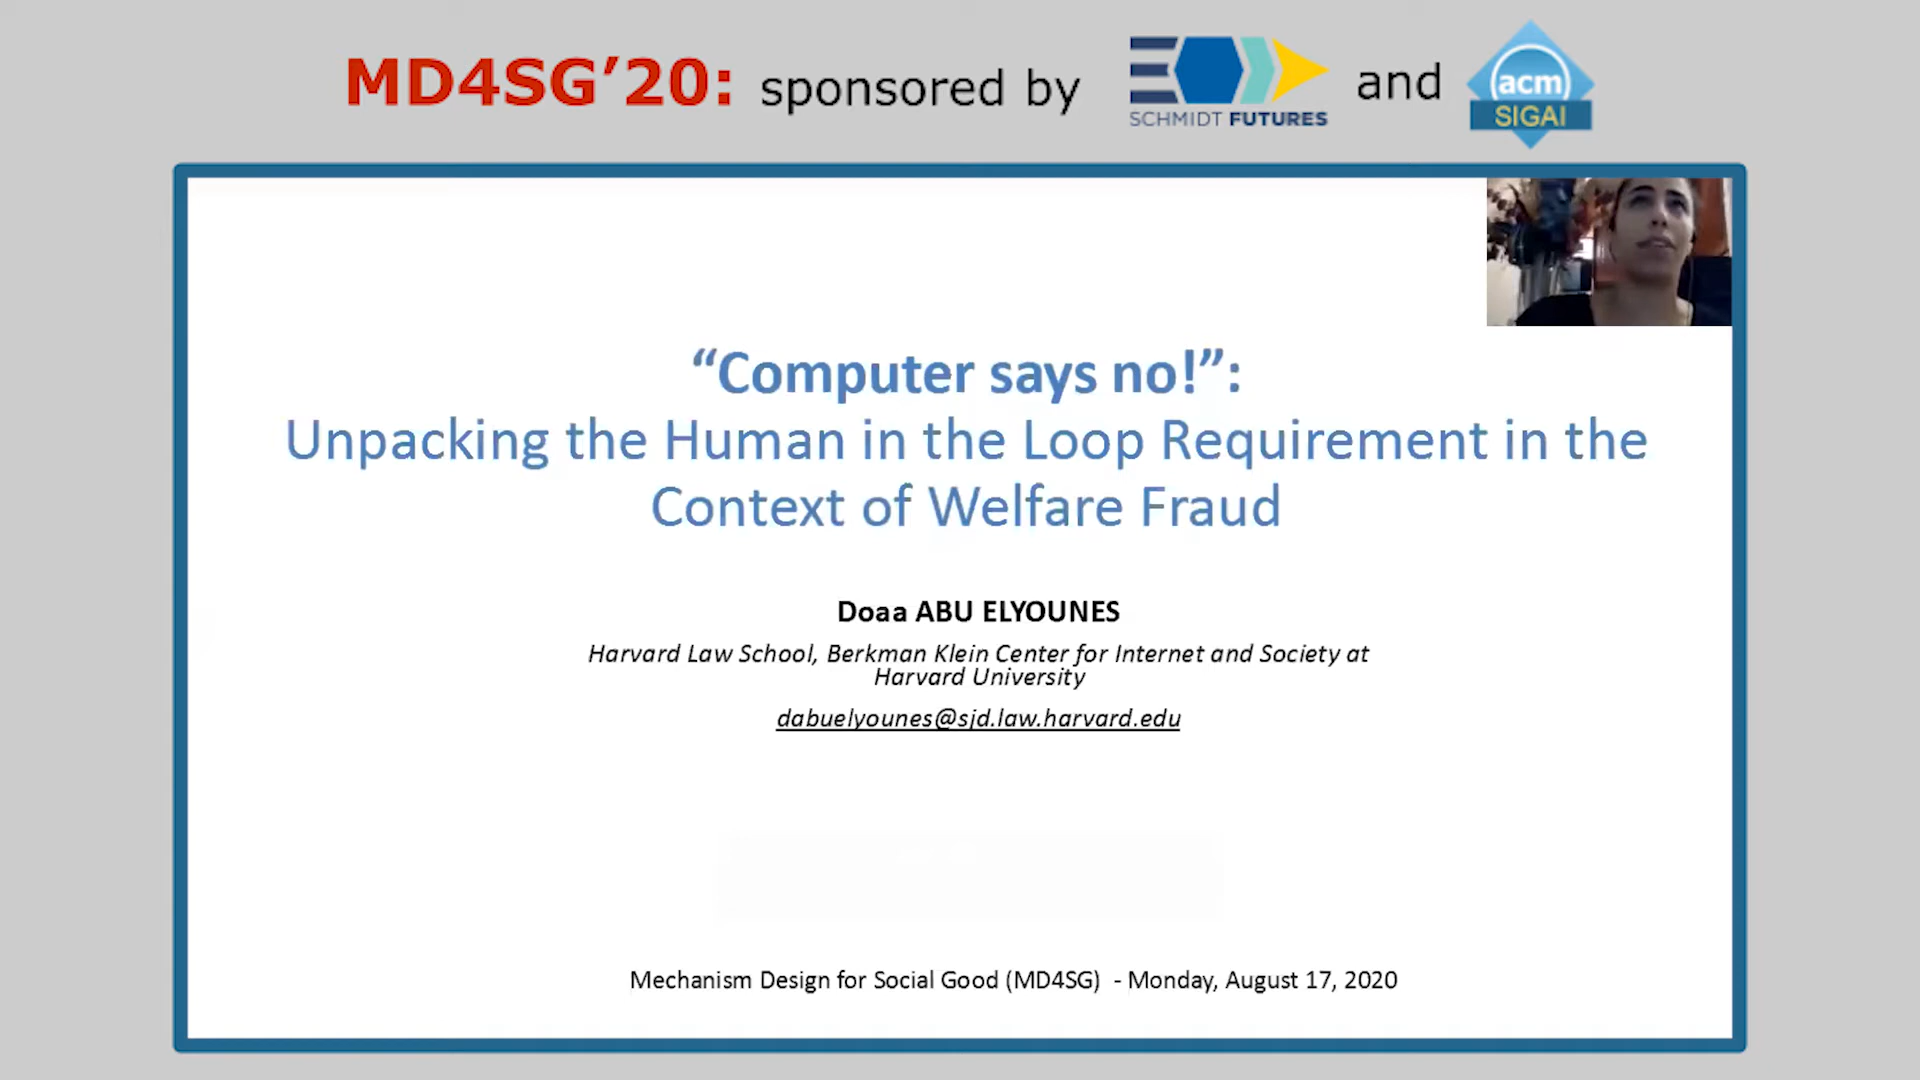 MD4SG’20: sponsored by SCHMIDT FUTURES and acm SIGAI
“Computer says no!”:
Unpacking the Human in the Loop Requirement in the
Context of Welfare Fraud
Doaa ABU ELYOUNES
Harvard Law School, Berkman Klein Center for Internet and Society at
Harvard University
dabuelyounes@sjd.law.harvard.edu
Mechanism Design for Social Good (MD4SG) - Monday, August 17, 2020